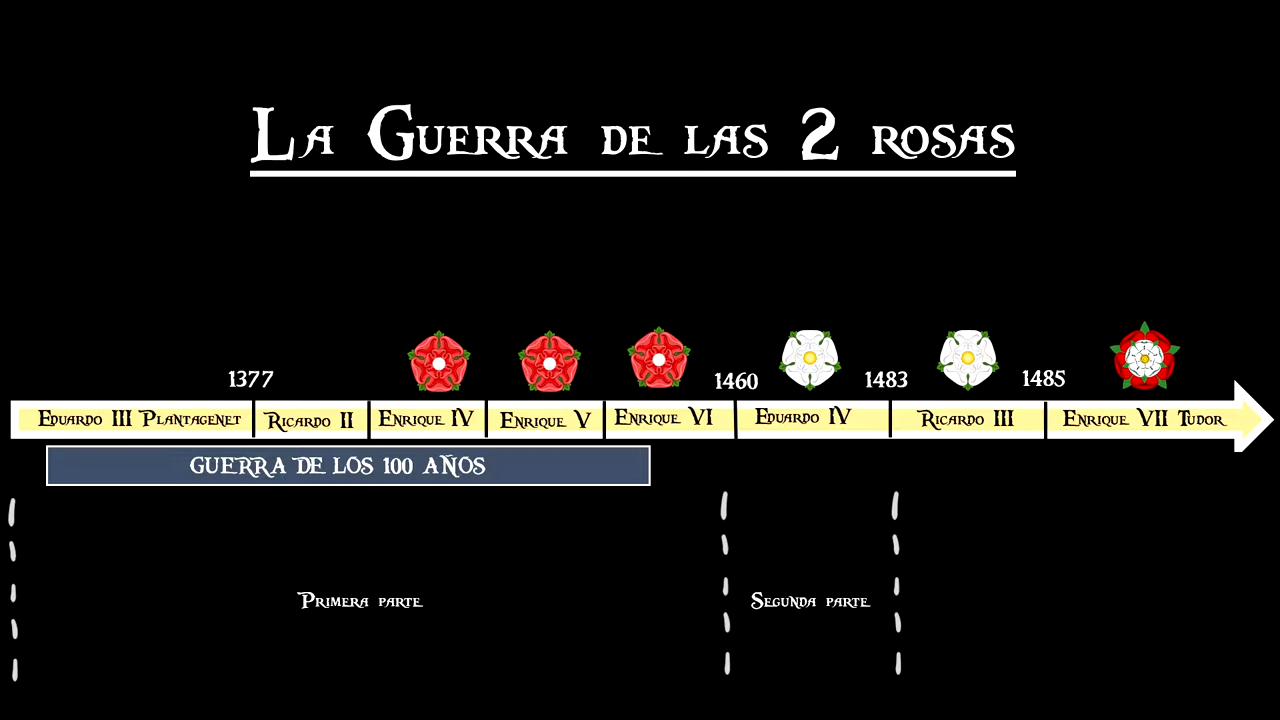 La Guerra de las 2 rosas
1377
1460
1483
1485
Eduardo III Plantagenet
Ricardo II
Enrique IV
Enrique V
Enrique VI
Eduardo IV
Ricardo III
Enrique VII Tudor
GUERRA DE LOS 100 AÑOS
Primera parte
Segunda parte